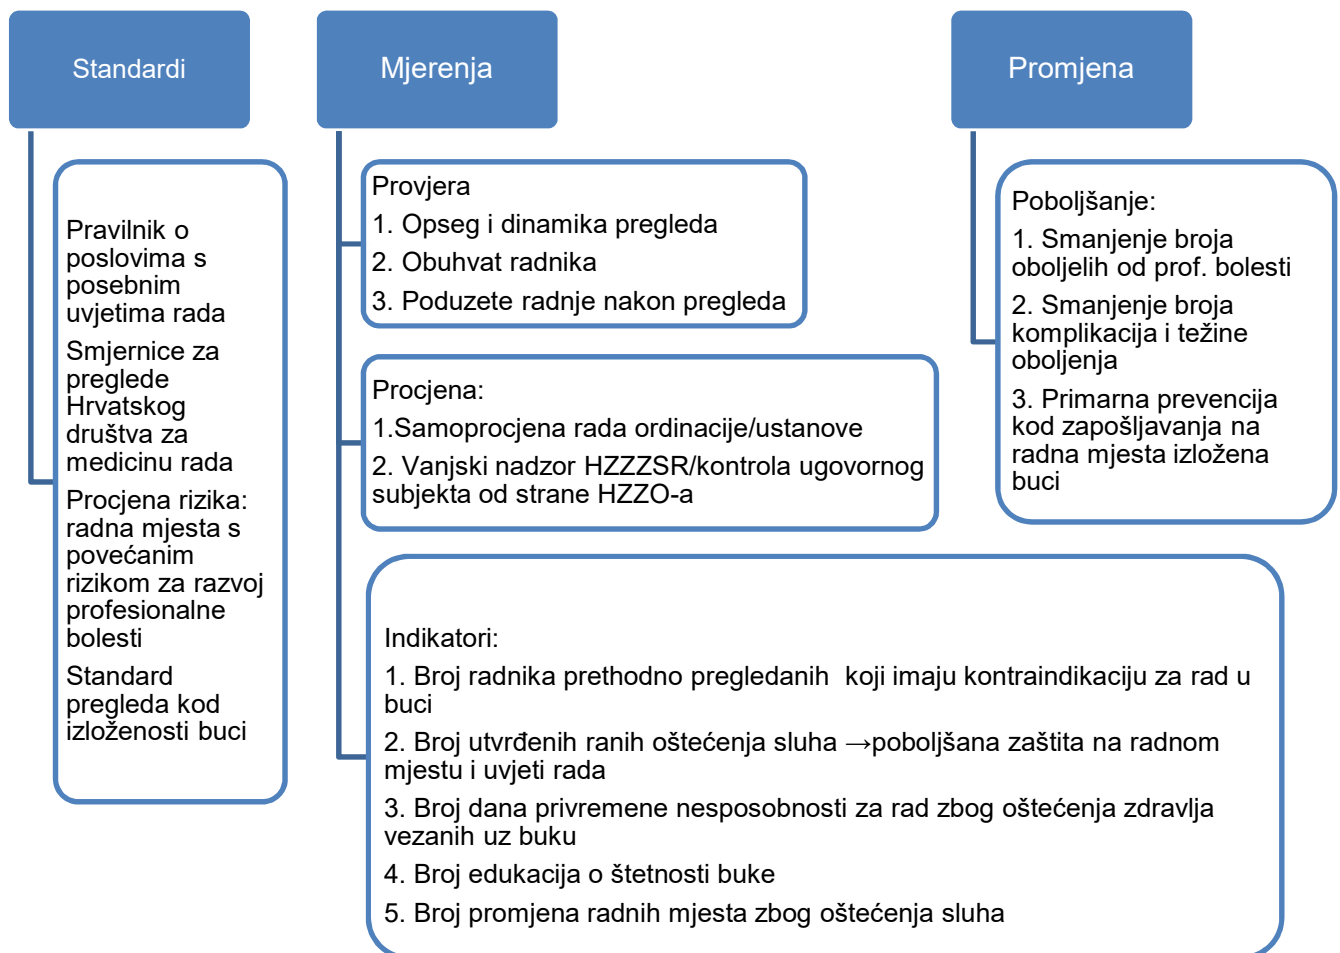 Standardi
Pravilnik o
poslovima s
posebnim
uvjetima rada
Smjernice za
preglede
Hrvatskog
društva za
medicinu rada
Procjena rizika:
radna mjesta s
povećanim
rizikom za razvoj
profesionalne
bolesti
Standard
pregleda kod
izloženosti buci
Mjerenja
Provjera
1. Opseg i dinamika pregleda
2. Obuhvat radnika
3. Poduzete radnje nakon pregleda
Procjena:
1.Samoprocjena rada ordinacije/ustanove
2. Vanjski nadzor HZZZSR/kontrola ugovornog
subjekta od strane HZZO-a
Indikatori:
1. Broj radnika prethodno pregledanih  koji imaju kontraindikaciju za rad u
buci
2. Broj utvrđenih ranih oštećenja sluha →poboljšana zaštita na radnom
mjestu i uvjeti rada
3. Broj dana privremene nesposobnosti za rad zbog oštećenja zdravlja
vezanih uz buku
4. Broj edukacija o štetnosti buke
5. Broj promjena radnih mjesta zbog oštećenja sluha
Promjena
Poboljšanje:
1. Smanjenje broja
oboljelih od prof. bolesti
2. Smanjenje broja
komplikacija i težine
oboljenja
3. Primarna prevencija
kod zapošljavanja na
radna mjesta izložena
buci